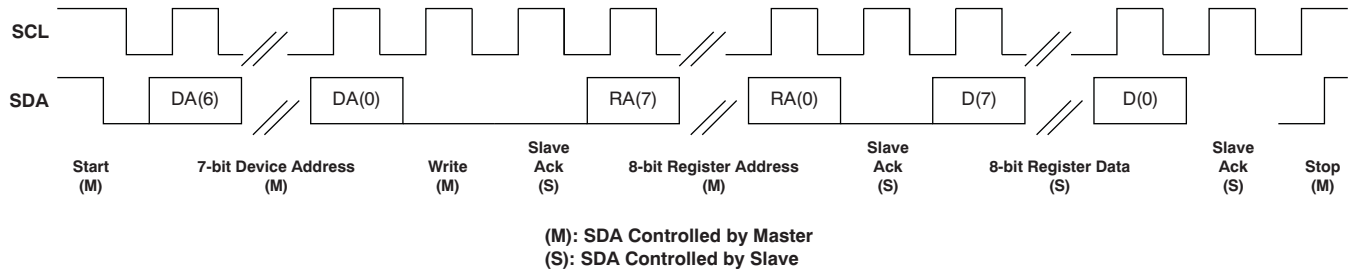 SCL
SDA
DA(6)
DA(0)
RA(7)
RA(0)
D(7)
D(0)
Start
(M)
7-bit Device Address
(M)
Write
(M)
Slave
Ack
(S)
8-bit Register Address
(M)
Slave
Ack
(S)
8-bit Register Data
(S)
Slave
Ack
(S)
Stop
(M)
(M): SDA Controlled by Master
(S): SDA Controlled by Slave